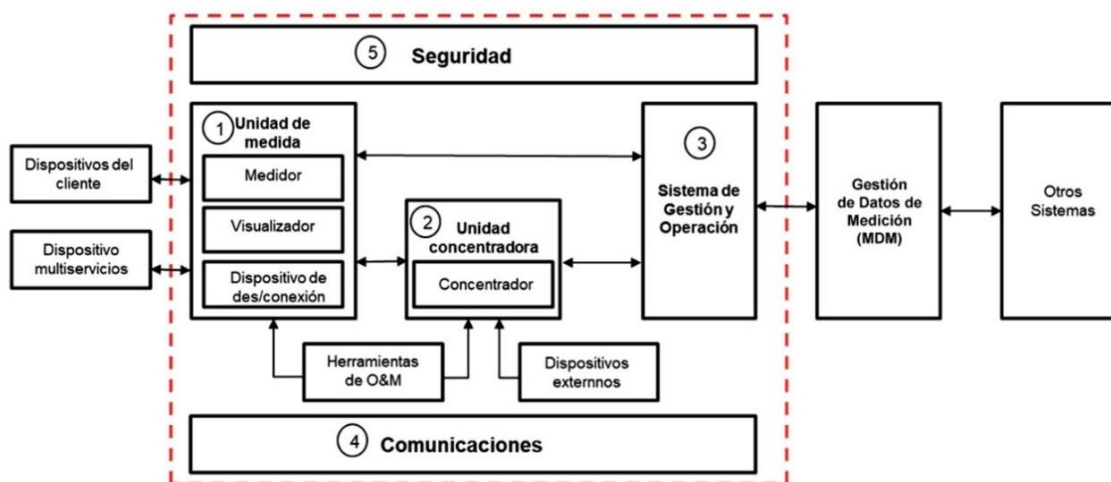 5 Seguridad
1 Unidad de
medida
Medidor
Visualizador
Dispositivo de
des/conexión
Dispositivos del
cliente
Dispositivo
multiservicios
2 Unidad
concentradora
Concentrador
3
Sistema de
Gestión y
Operación
Gestión
de Datos de
Medición
(MDM)
Otros
Sistemas
Herramientas
de O&M
Dispositivos
externnos
4 Comunicaciones